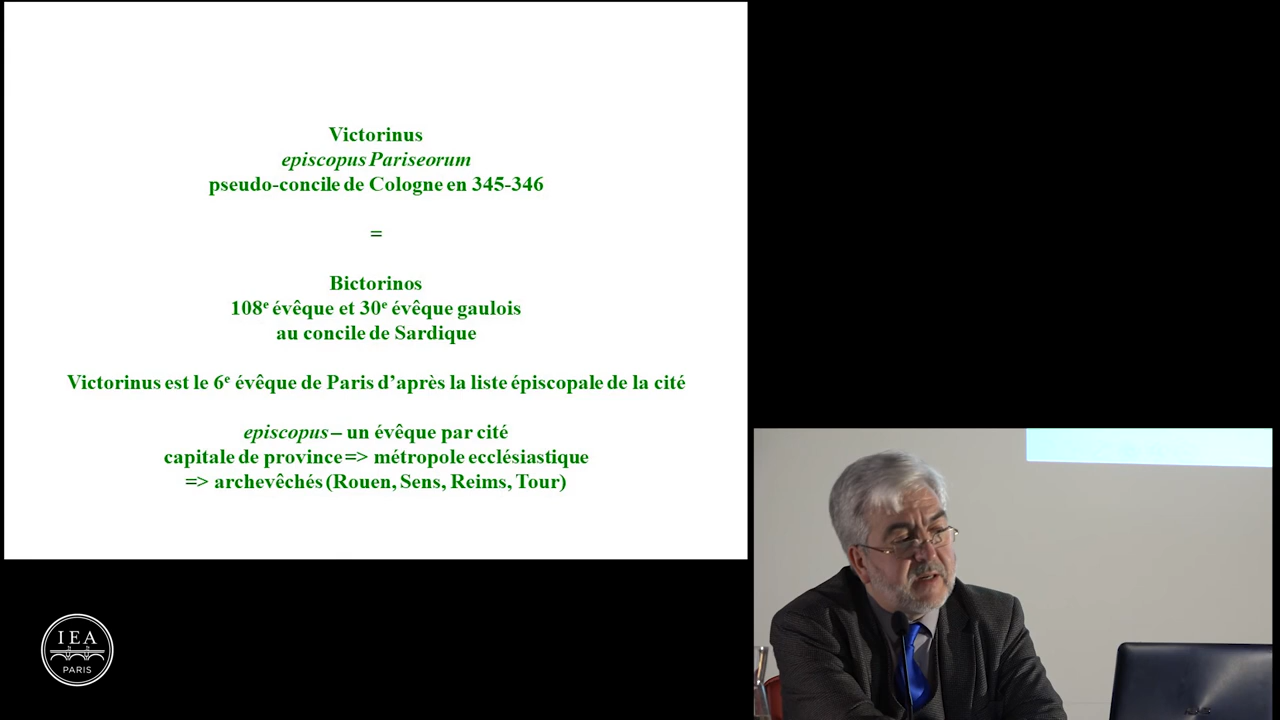 Victorinus
episcopus Pariseorum
pseudo-concile de Cologne en 345-346
=
Bictorinos
108e évêque et 30e évêque gaulois
au concile de Sardique
Victorinus est le 6e évêque de Paris d’après la liste épiscopale de la cité
episcopus – un évêque par cité
capitale de province => métropole ecclésiastique
=> archevêchés (Rouen, Sens, Reims, Tour)
IEA
PARIS